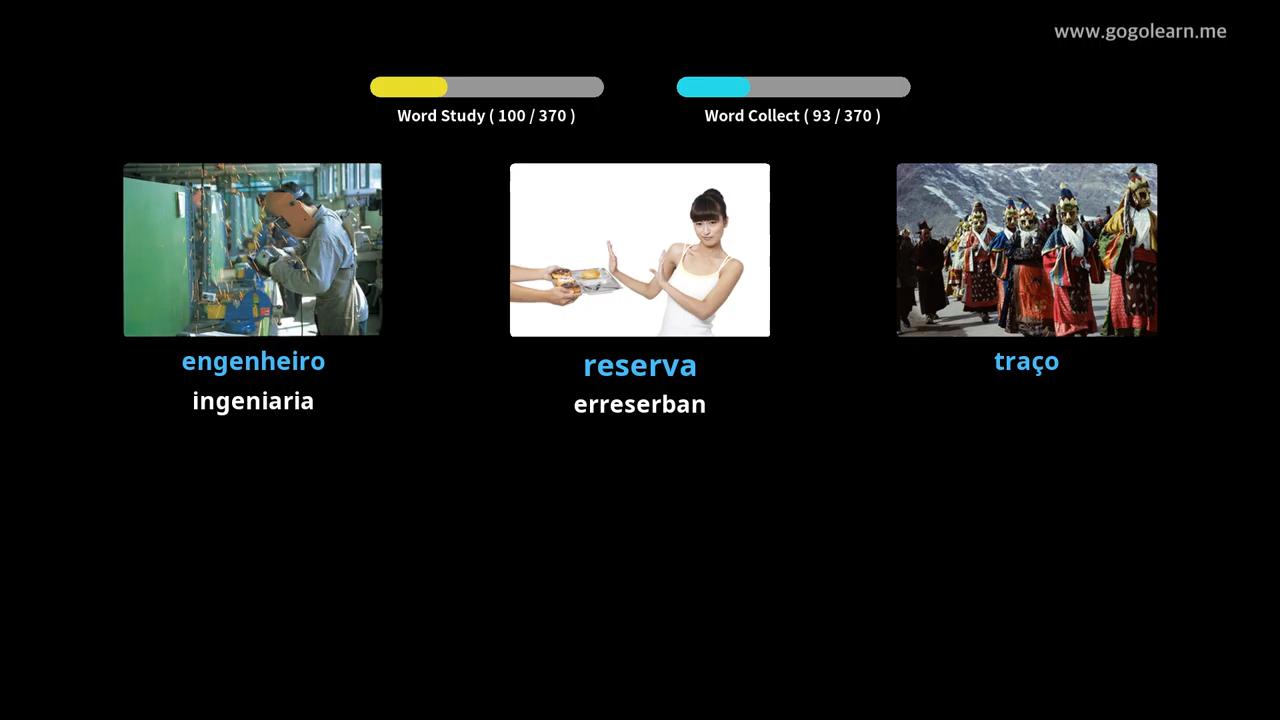 www.gogolearn.me
Word Study ( 100 / 370 )
Word Collect ( 93 / 370 )
engenheiro
ingeniaria
reserva
erreserban
traço